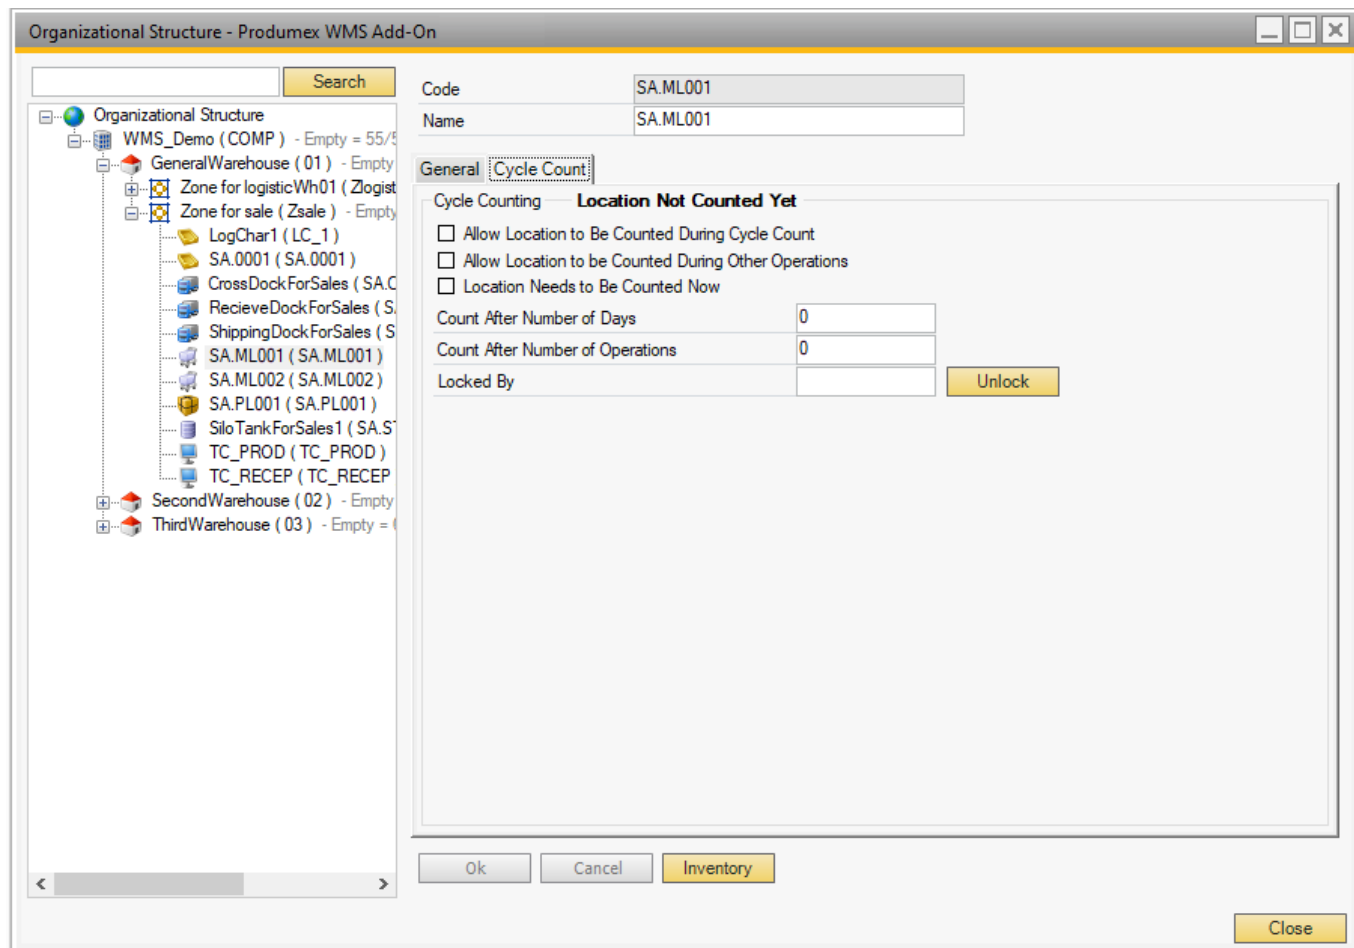 Organizational Structure - Produmex WMS Add-On
Search
Organizational Structure
WMS_Demo ( COMP ) - Empty = 55/5
GeneralWarehouse ( 01 ) - Empty
Zone for logisticWh01 ( Zlogist
Zone for sale ( Zsale ) - Empty
LogChar1 ( LC_1 )
SA.0001 ( SA.0001 )
CrossDockForSales ( SA.C
RecieveDockForSales ( S.
ShippingDockForSales ( S
SA.ML001 ( SA.ML001 )
SA.ML002 ( SA.ML002 )
SA.PL001 ( SA.PL001 )
SiloTankForSales1 ( SA.S
TC_PROD ( TC_PROD )
TC_RECEP ( TC_RECEP
SecondWarehouse ( 02 ) - Empty
ThirdWarehouse ( 03 ) - Empty =
Code SA.ML001
Name SA.ML001
General Cycle Count
Cycle Counting Location Not Counted Yet
Allow Location to Be Counted During Cycle Count
Allow Location to be Counted During Other Operations
Location Needs to Be Counted Now
Count After Number of Days 0
Count After Number of Operations 0
Locked By Unlock
Ok Cancel Inventory
Close